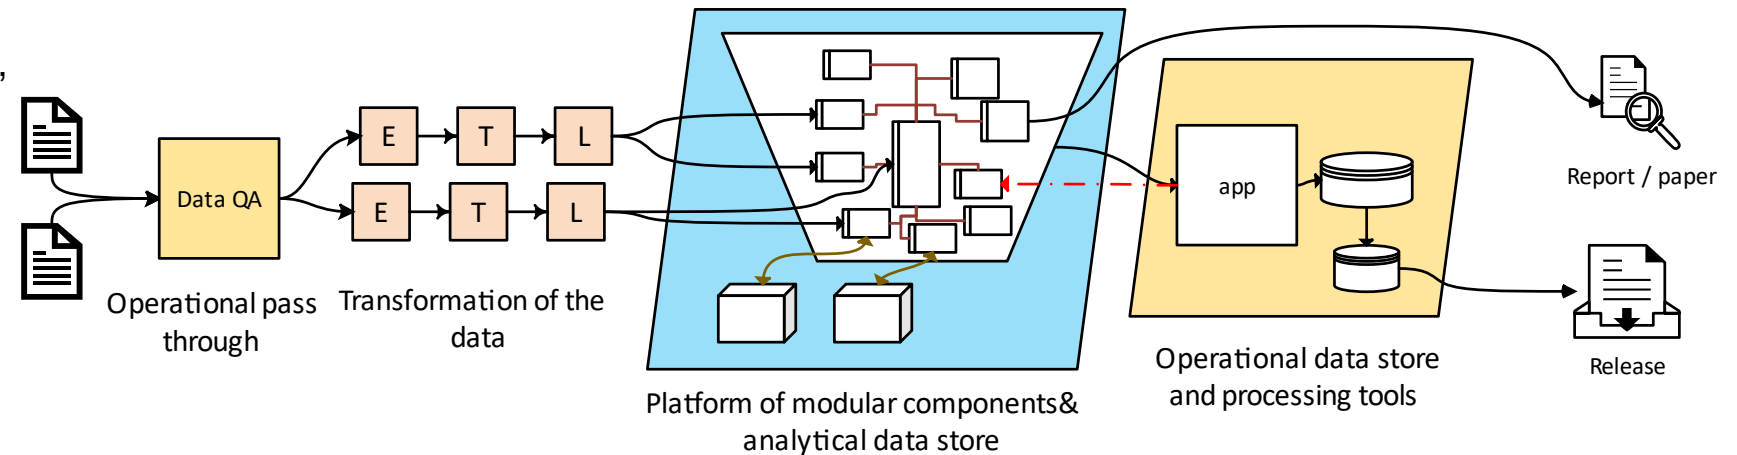 ,
Data QA
E T L
E T L
Operational pass
through
Transformation of the
data
Platform of modular components&
analytical data store
app
Operational data store
and processing tools
Report / paper
Release